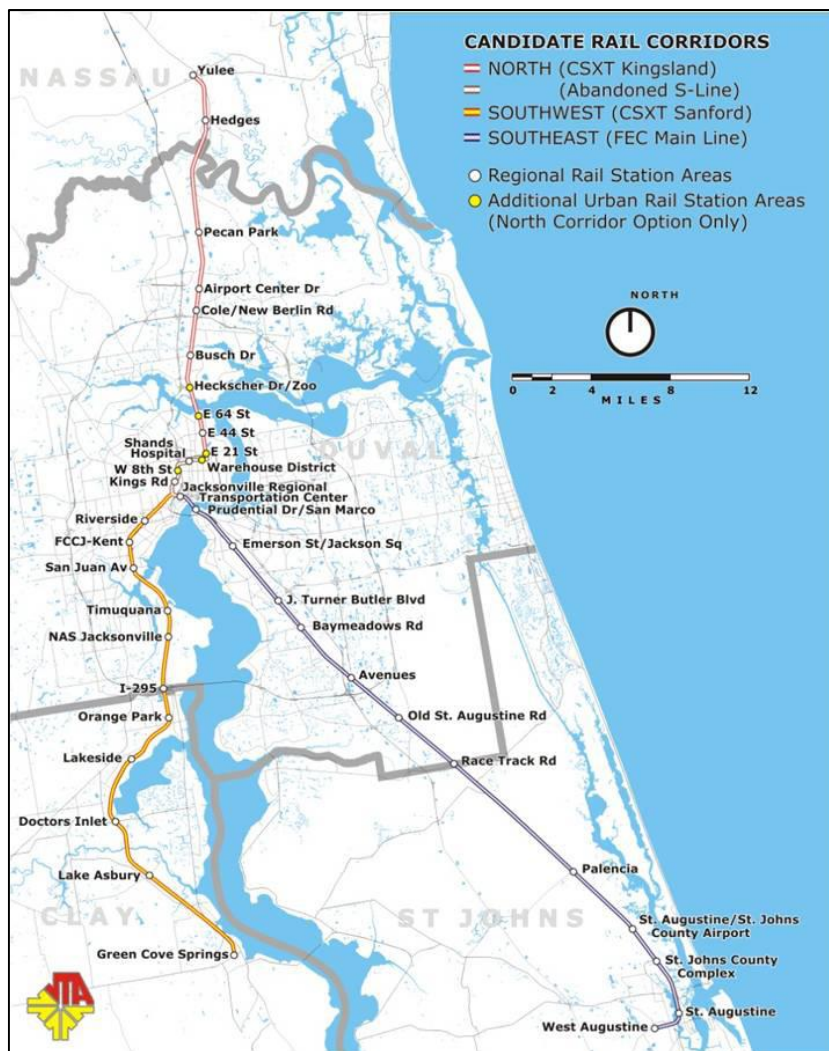 CANDIDATE RAIL CORRIDORS
NORTH (CSXT Kingsland)
(Abandoned S-Line)
SOUTHWEST (CSXT Sanford)
SOUTHEAST (FEC Main Line)
Regional Rail Station Areas
Additional Urban Rail Station Areas
(North Corridor Option Only)
NORTH
0 2 4 8 12
MILES
NASSAU
Yulee
Hedges
Pecan Park
Airport Center Dr
Cole/New Berlin Rd
Busch Dr
Heckscher Dr/Zoo
E 64 St
E 44 St
DUVAL
Shands
Hospital
E 21 St
W 8th St
Warehouse District
Kings Rd
Jacksonville Regional
Transportation Center
Prudential Dr/San Marco
Riverside
FCCJ-Kent
Emerson St/Jackson Sq
San Juan Av
J. Turner Butler Blvd
Timuquana
Baymeadows Rd
NAS Jacksonville
Avenues
I-295
Orange Park
Old St. Augustine Rd
Lakeside
Race Track Rd
Doctors Inlet
Palencia
Lake Asbury
CLAY
ST JOHNS
St. Augustine/St. Johns
County Airport
Green Cove Springs
St. Johns County
Complex
JTA
St. Augustine
West Augustine